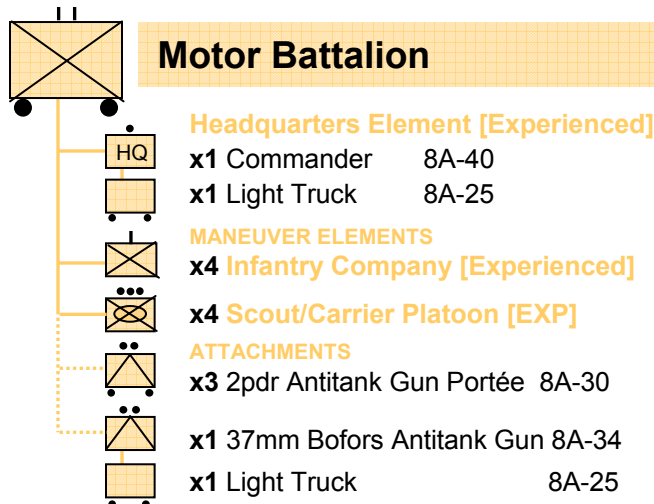 Motor Battalion
Headquarters Element [Experienced]
HQ
x1 Commander 8A-40
x1 Light Truck 8A-25
MANEUVER ELEMENTS
x4 Infantry Company [Experienced]
x4 Scout/Carrier Platoon [EXP]
ATTACHMENTS
x3 2pdr Antitank Gun Portée 8A-30
x1 37mm Bofors Antitank Gun 8A-34
x1 Light Truck 8A-25